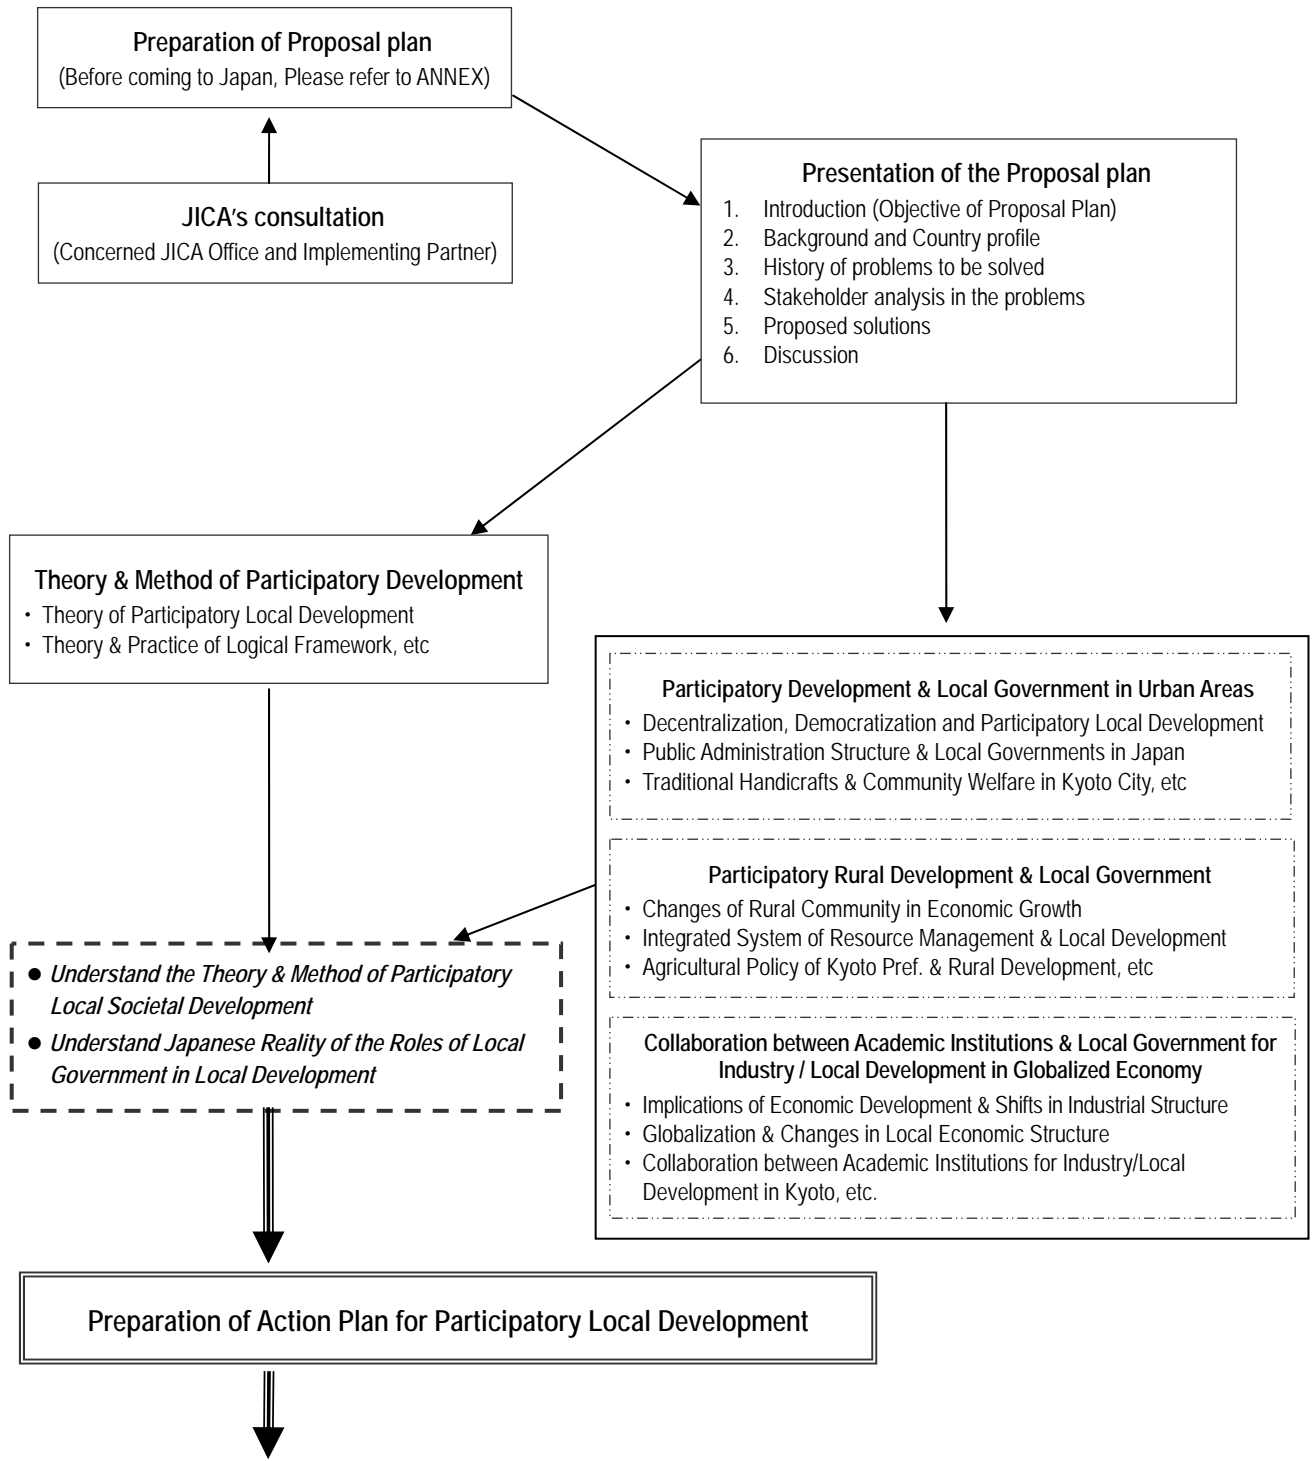 Preparation of Proposal plan
(Before coming to Japan, Please refer to ANNEX)
JICA's consultation
(Concerned JICA Office and Implementing Partner)
Presentation of the Proposal plan
1. Introduction (Objective of Proposal Plan)
2. Background and Country profile
3. History of problems to be solved
4. Stakeholder analysis in the problems
5. Proposed solutions
6. Discussion
Theory & Method of Participatory Development
・ Theory of Participatory Local Development
・ Theory & Practice of Logical Framework, etc
Participatory Development & Local Government in Urban Areas
・ Decentralization, Democratization and Participatory Local Development
・ Public Administration Structure & Local Governments in Japan
・ Traditional Handicrafts & Community Welfare in Kyoto City, etc
Participatory Rural Development & Local Government
・ Changes of Rural Community in Economic Growth
・ Integrated System of Resource Management & Local Development
・ Agricultural Policy of Kyoto Pref. & Rural Development, etc
Collaboration between Academic Institutions & Local Government for
Industry / Local Development in Globalized Economy
・ Implications of Economic Development & Shifts in Industrial Structure
・ Globalization & Changes in Local Economic Structure
・ Collaboration between Academic Institutions for Industry/Local
Development in Kyoto, etc.
● Understand the Theory & Method of Participatory
Local Societal Development
● Understand Japanese Reality of the Roles of Local
Government in Local Development
Preparation of Action Plan for Participatory Local Development